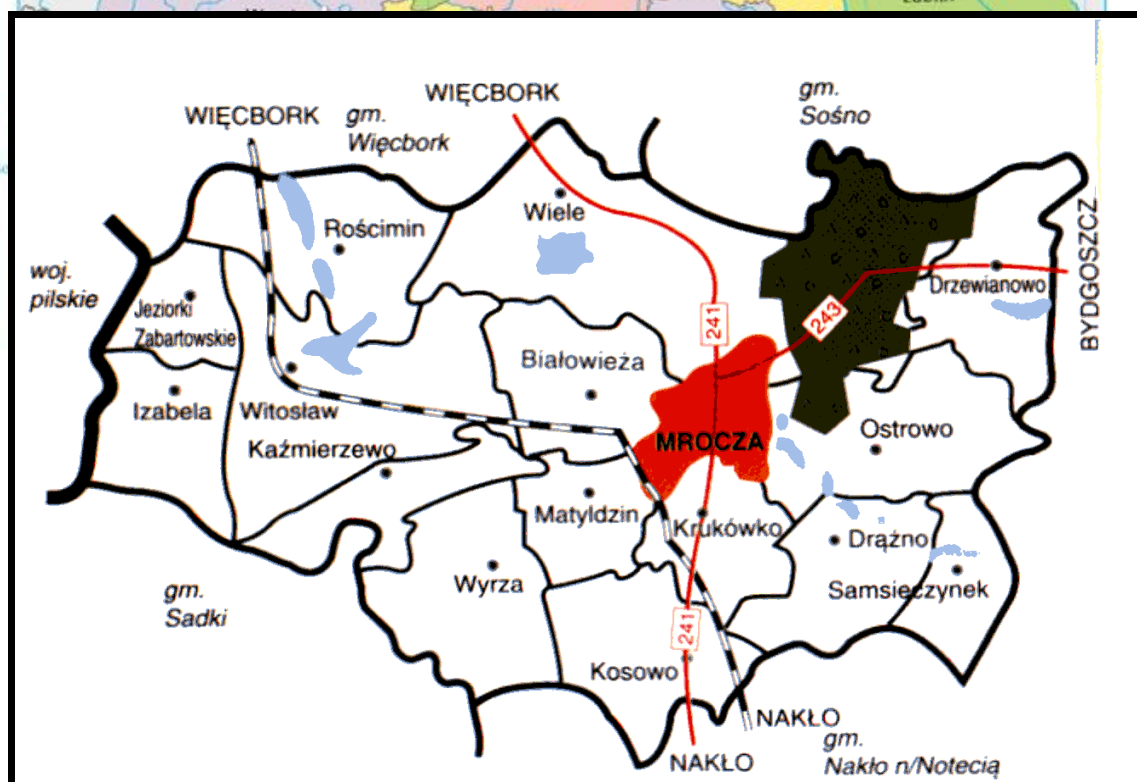 WIĘCBORK
WIĘCBORK
gm.
Więcbork
gm.
Sośno
Wiele
Rościmin
BYDGOSZCZ
woj.
pilskie
Drzewianowo
Jeziorki
Zabartowskie
241
243
Białowieża
Izabela
Witosław
MROCZA
Ostrowo
Kaźmierzewo
Matyldzin
Krukówko
Drążno
Wyrza
Samsieczynek
gm.
Sadki
241
Kosowo
NAKŁO
NAKŁO
gm.
Nakło n/Notecią